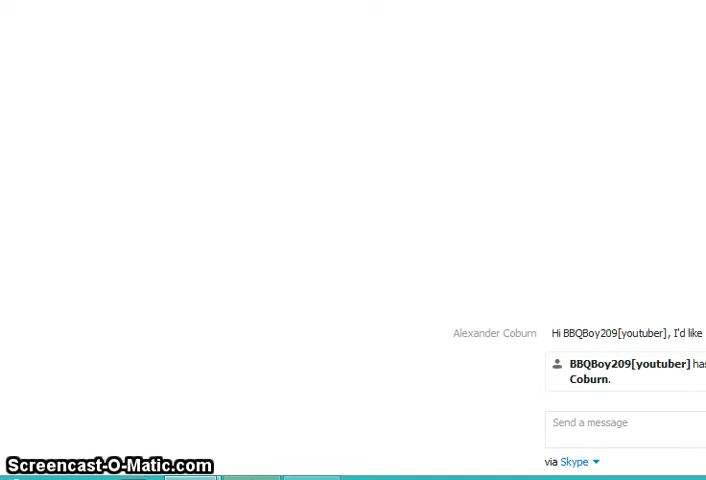 Alexander Coburn Hi BBQBoy209[youtuber], I'd like
BBQBoy209[youtuber] has
Coburn.
Send a message
via Skype
Screencast-O-Matic.com